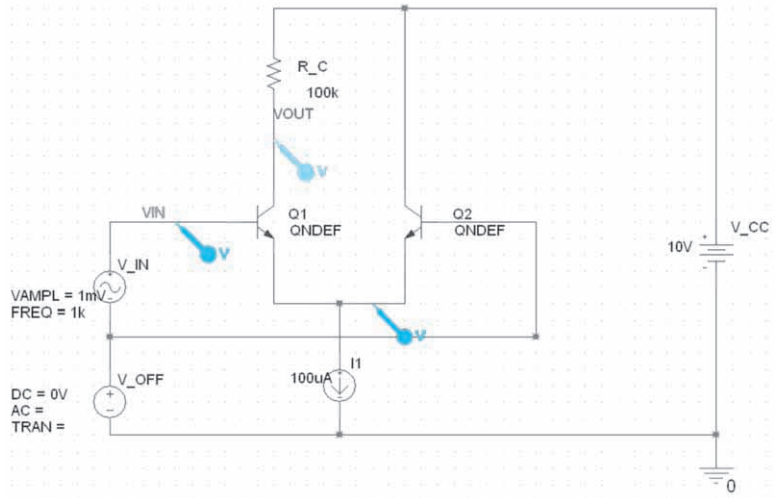 R_C
100k
VOUT
V
VIN
Q1
QNDEF
Q2
QNDEF
V
V_CC
10V
V_IN
VAMPL = 1mV
FREQ = 1k
V
I1
100uA
V_OFF
DC = 0V
AC =
TRAN =
0